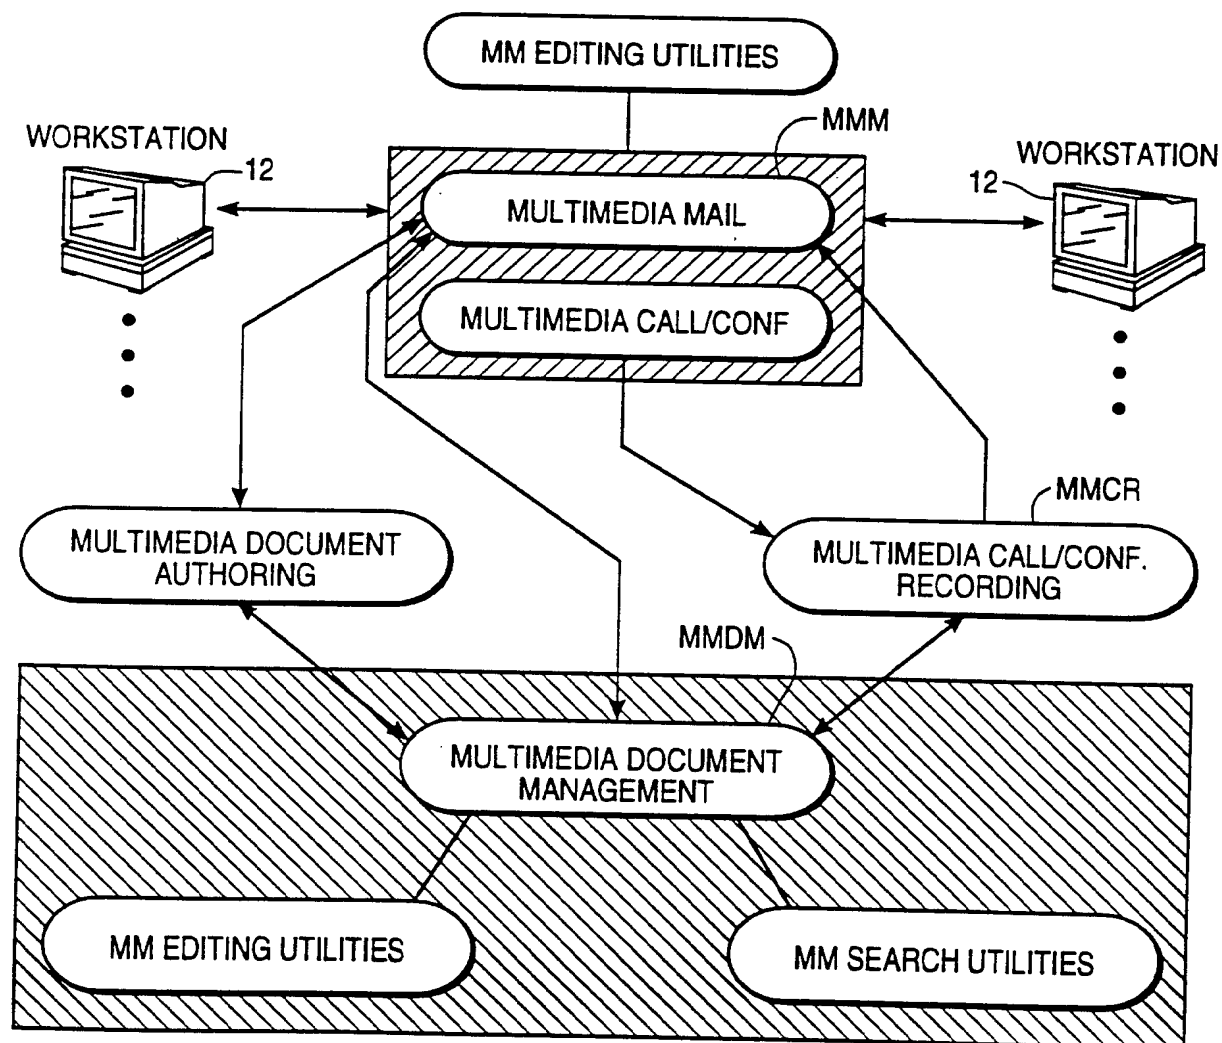 MM EDITING UTILITIES
MMM
WORKSTATION
12
WORKSTATION
12
MULTIMEDIA MAIL
MULTIMEDIA CALL/CONF
MMCR
MULTIMEDIA DOCUMENT
AUTHORING
MULTIMEDIA CALL/CONF.
RECORDING
MMDM
MULTIMEDIA DOCUMENT
MANAGEMENT
MM EDITING UTILITIES
MM SEARCH UTILITIES